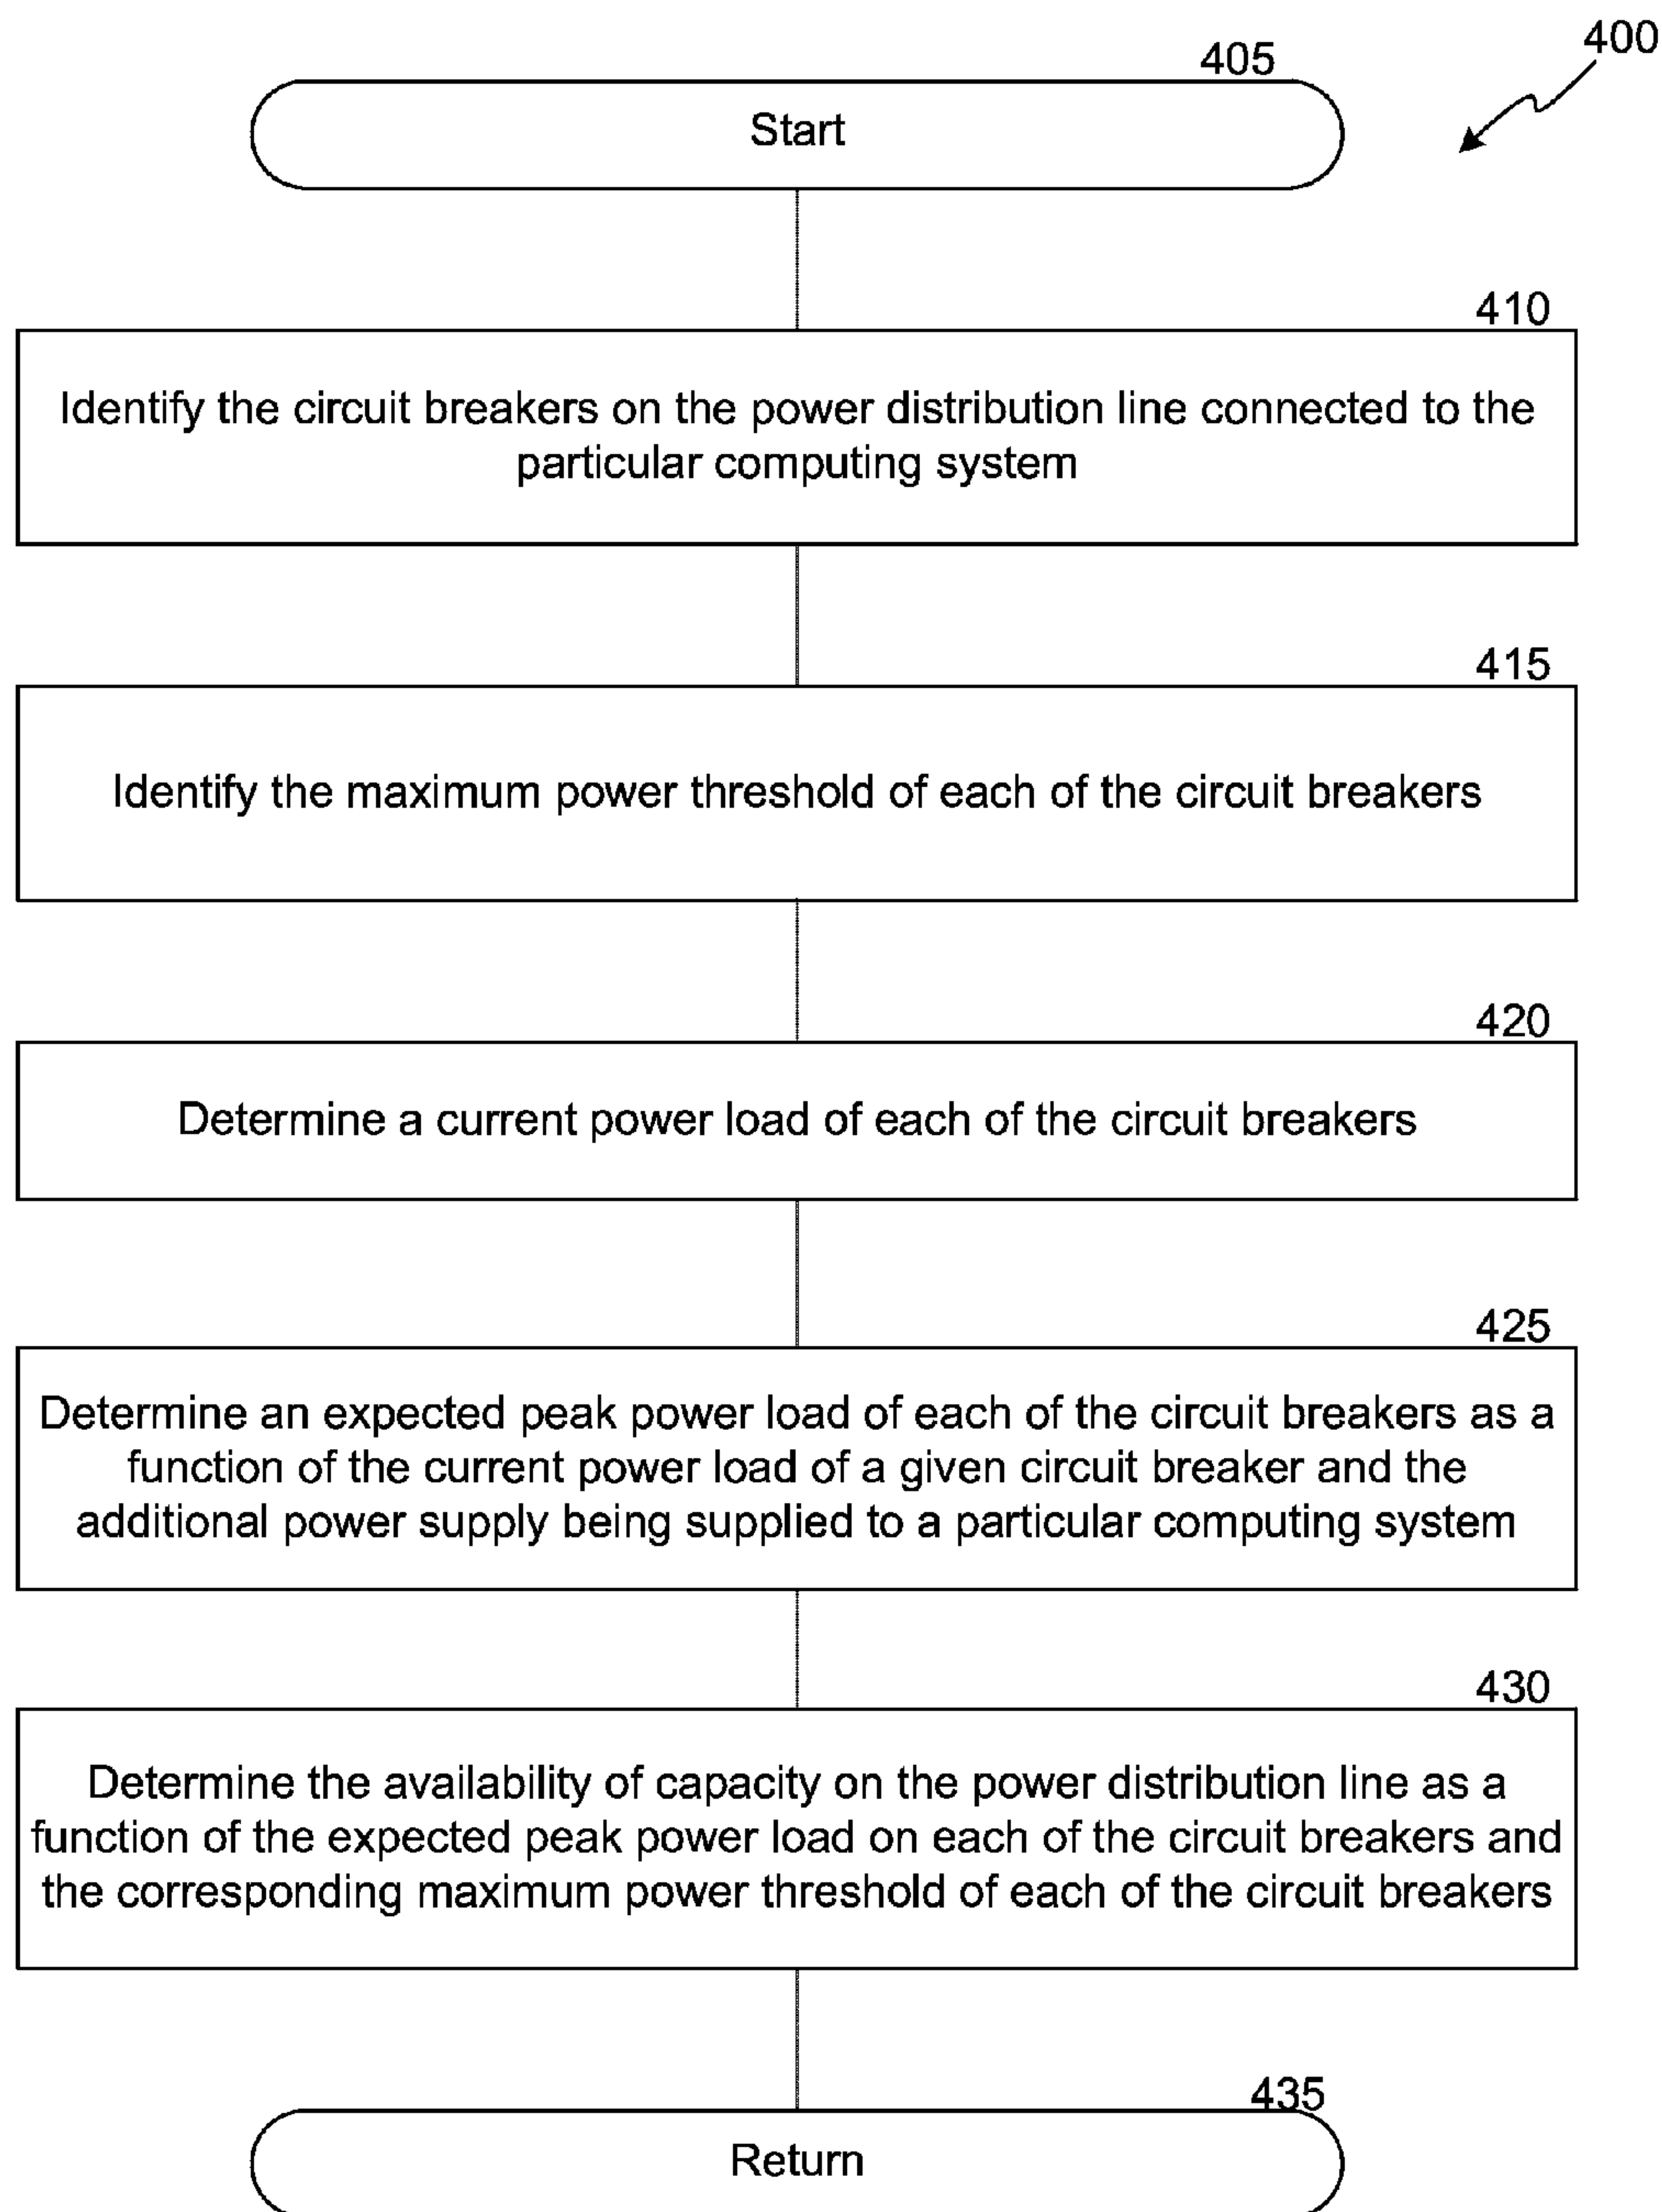 400
405
Start
410
Identify the circuit breakers on the power distribution line connected to the
particular computing system
415
Identify the maximum power threshold of each of the circuit breakers
420
Determine a current power load of each of the circuit breakers
425
Determine an expected peak power load of each of the circuit breakers as a
function of the current power load of a given circuit breaker and the
additional power supply being supplied to a particular computing system
430
Determine the availability of capacity on the power distribution line as a
function of the expected peak power load on each of the circuit breakers and
the corresponding maximum power threshold of each of the circuit breakers
435
Return